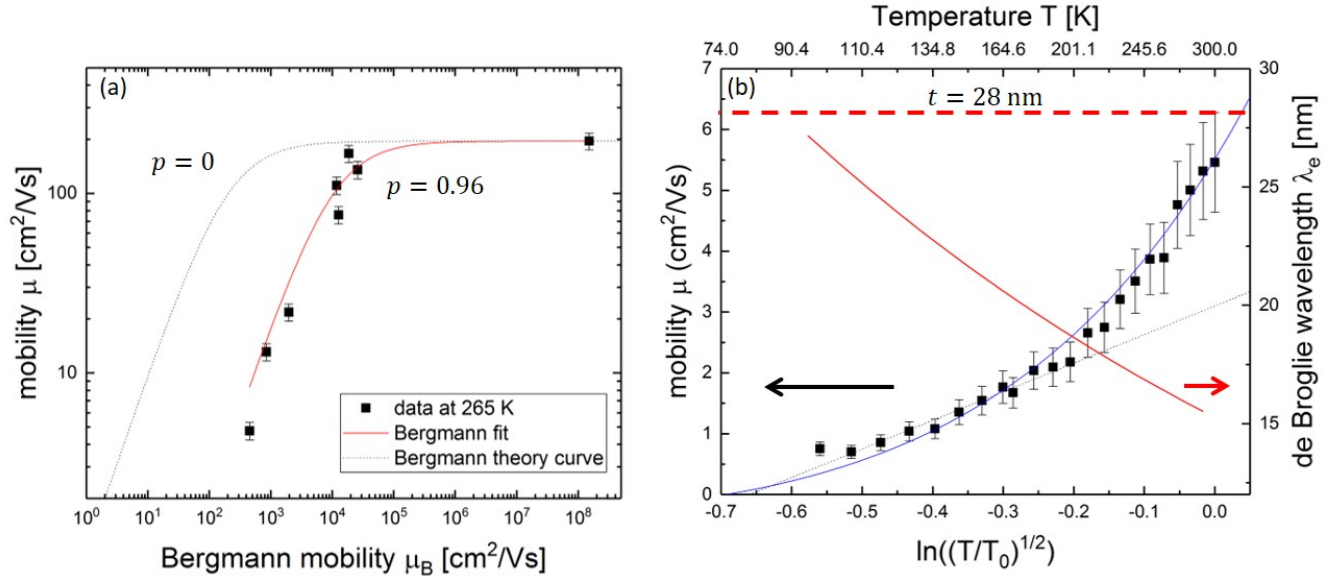 (a)
p = 0
p = 0.96
100
10
mobility μ [cm²/Vs]
data at 265 K
Bergmann fit
Bergmann theory curve
10⁰ 10¹ 10² 10³ 10⁴ 10⁵ 10⁶ 10⁷ 10⁸
Bergmann mobility μ_B [cm²/Vs]
Temperature T [K]
74.0 90.4 110.4 134.8 164.6 201.1 245.6 300.0
(b)
t = 28 nm
7
6
5
4
3
2
1
0
mobility μ (cm²/Vs)
30
25
20
15
de Broglie wavelength λ_e [nm]
-0.7 -0.6 -0.5 -0.4 -0.3 -0.2 -0.1 0.0
ln((T/T₀)^1/2)